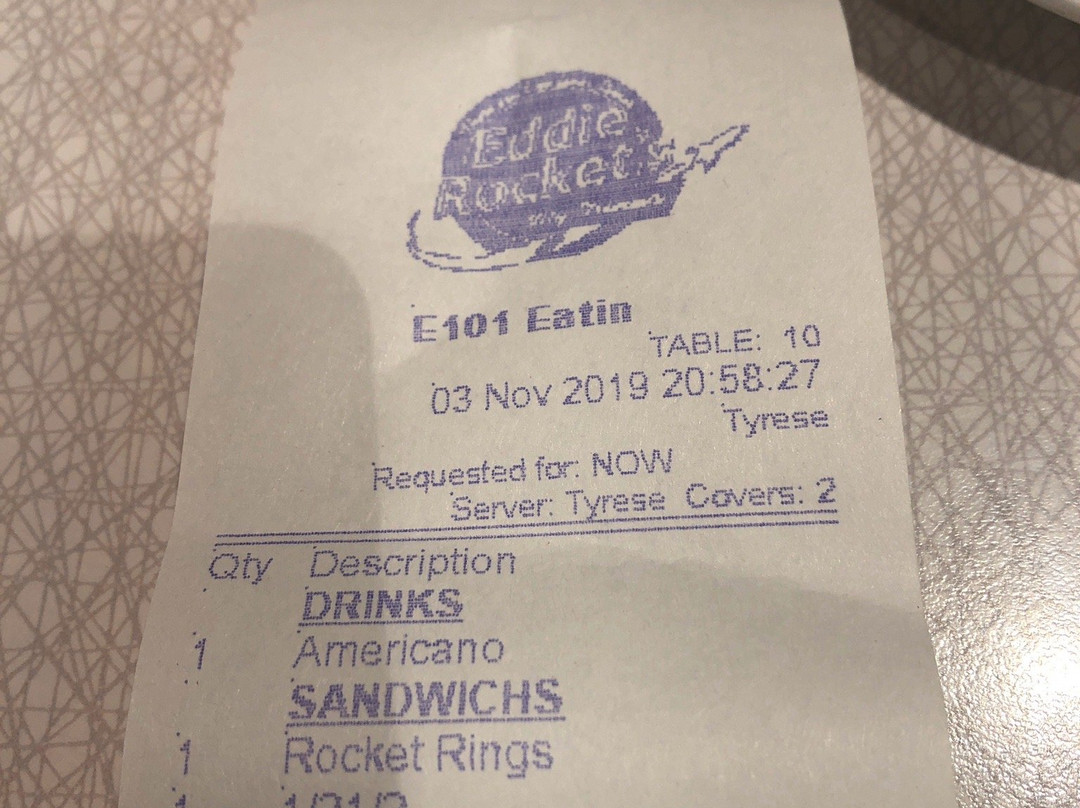 Eddie
Rocket's
E101 Eatin
TABLE: 10
03 Nov 2019 20:58:27
Tyrese
Requested for: NOW
Server: Tyrese Covers: 2
Qty Description
DRINKS
1 Americano
SANDWICHS
1 Rocket Rings